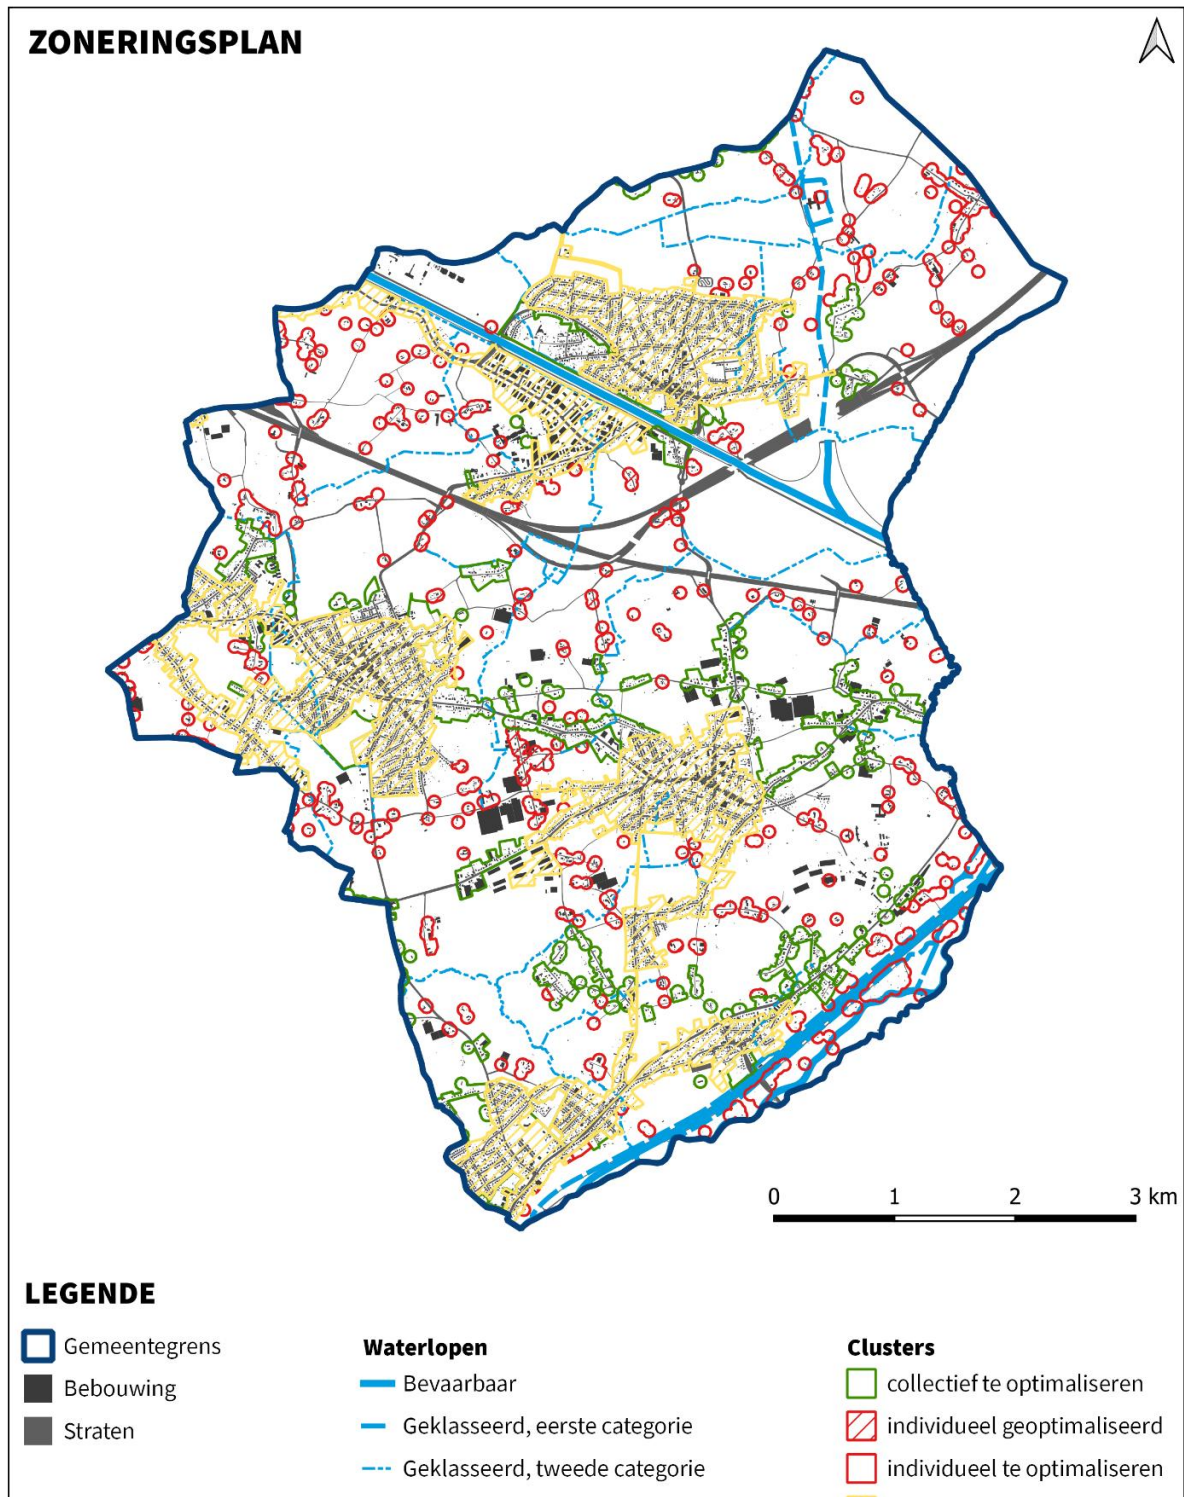 ZONERINGSPLAN
0 1 2 3 km
LEGENDE
Gemeentegrens
Bebouwing
Straten
Waterlopen
Bevaarbaar
Geklasseerd, eerste categorie
Geklasseerd, tweede categorie
Clusters
collectief te optimaliseren
individueel geoptimaliseerd
individueel te optimaliseren